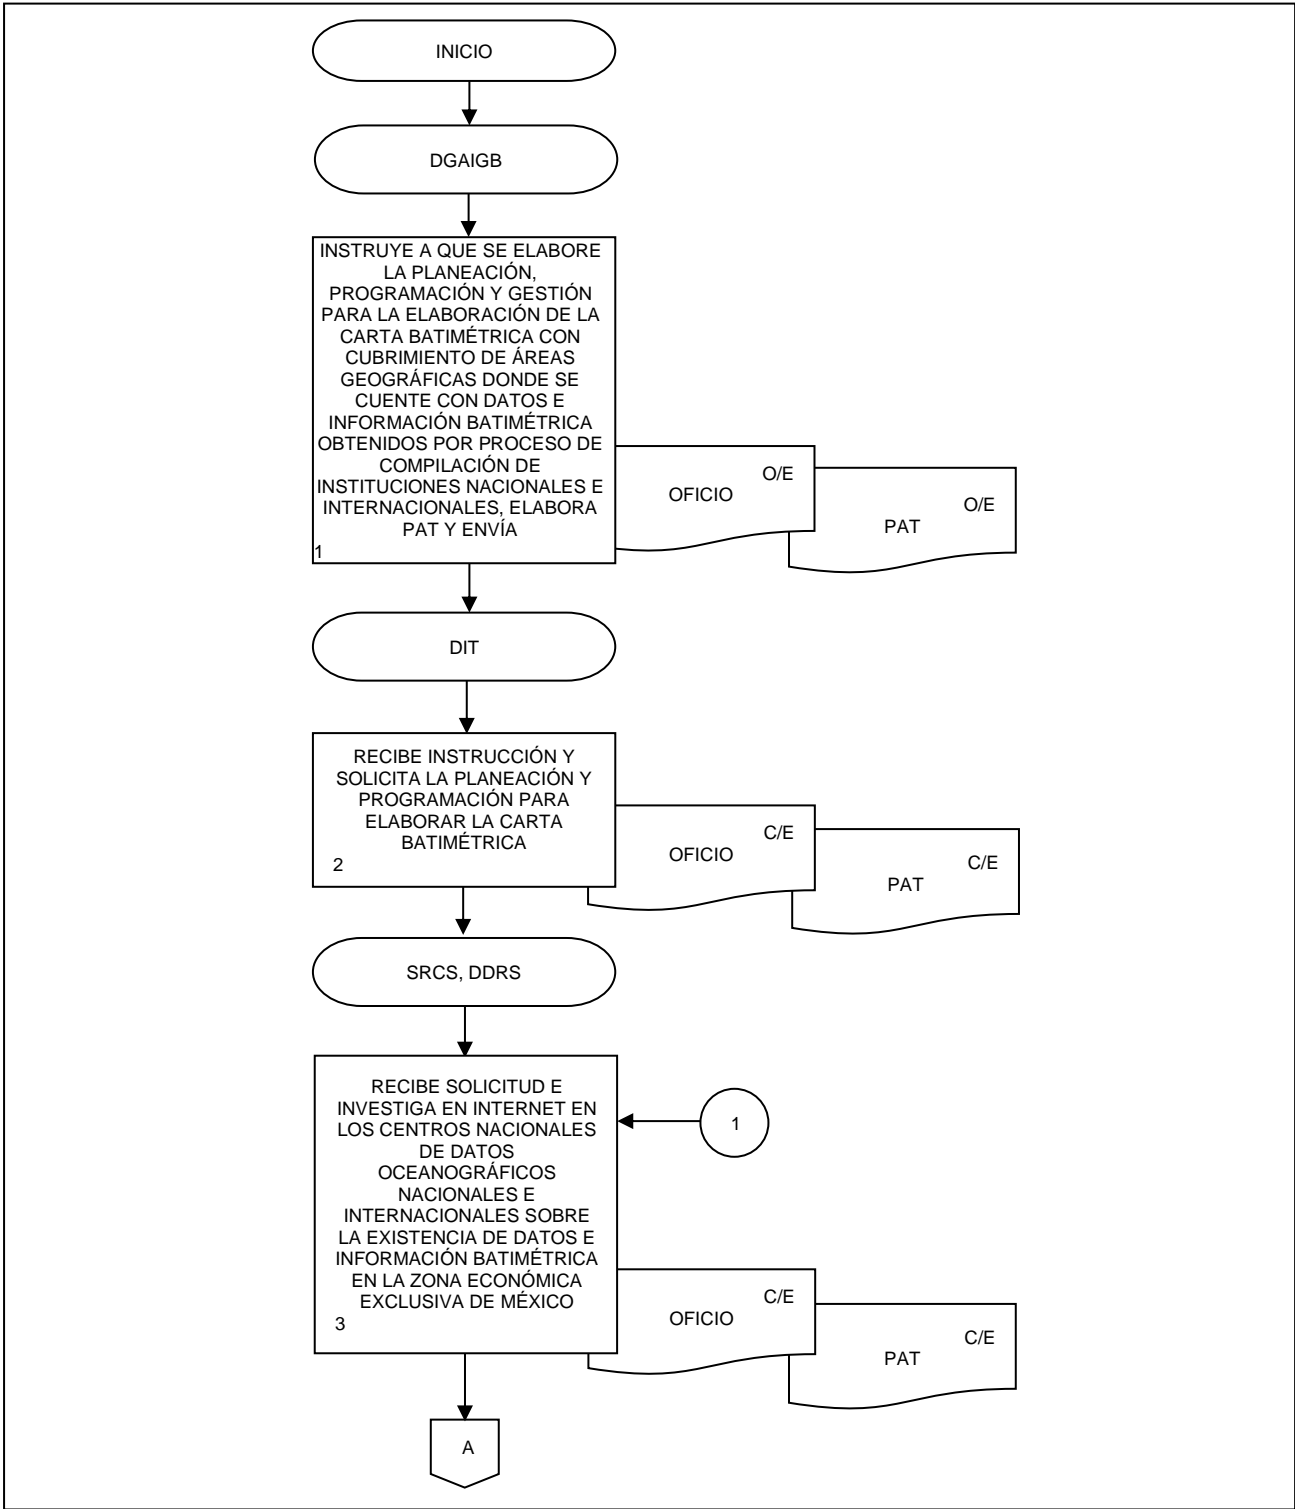 INICIO
DGAIGB
INSTRUYE A QUE SE ELABORE
LA PLANEACIÓN,
PROGRAMACIÓN Y GESTIÓN
PARA LA ELABORACIÓN DE LA
CARTA BATIMÉTRICA CON
CUBRIMIENTO DE ÁREAS
GEOGRÁFICAS DONDE SE
CUENTE CON DATOS E
INFORMACIÓN BATIMÉTRICA
OBTENIDOS POR PROCESO DE
COMPILACIÓN DE
INSTITUCIONES NACIONALES E
INTERNACIONALES, ELABORA
PAT Y ENVÍA
1
O/E
OFICIO
O/E
PAT
DIT
RECIBE INSTRUCCIÓN Y
SOLICITA LA PLANEACIÓN Y
PROGRAMACIÓN PARA
ELABORAR LA CARTA
BATIMÉTRICA
2
C/E
OFICIO
C/E
PAT
SRCS, DDRS
RECIBE SOLICITUD E
INVESTIGA EN INTERNET EN
LOS CENTROS NACIONALES
DE DATOS
OCEANOGRÁFICOS
NACIONALES E
INTERNACIONALES SOBRE
LA EXISTENCIA DE DATOS E
INFORMACIÓN BATIMÉTRICA
EN LA ZONA ECONÓMICA
EXCLUSIVA DE MÉXICO
3
1
C/E
OFICIO
C/E
PAT
A